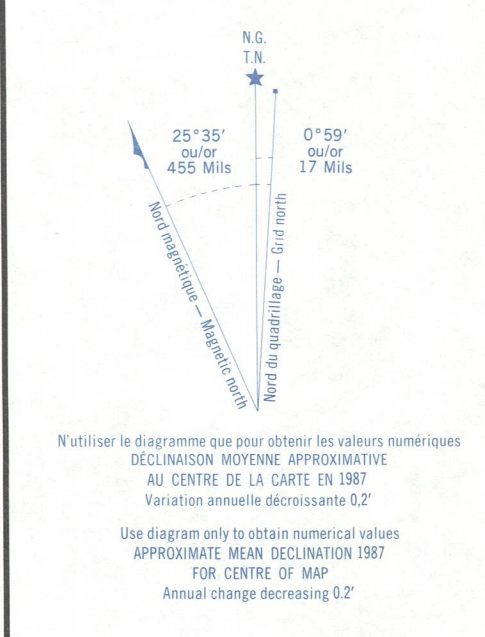 N.G.
T.N.
25°35′
ou/or
455 Mils
0°59′
ou/or
17 Mils
Nord magnétique — Magnetic north
Nord du quadrillage — Grid north
N'utiliser le diagramme que pour obtenir les valeurs numériques
DÉCLINAISON MOYENNE APPROXIMATIVE
AU CENTRE DE LA CARTE EN 1987
Variation annuelle décroissante 0,2′
Use diagram only to obtain numerical values
APPROXIMATE MEAN DECLINATION 1987
FOR CENTRE OF MAP
Annual change decreasing 0.2′